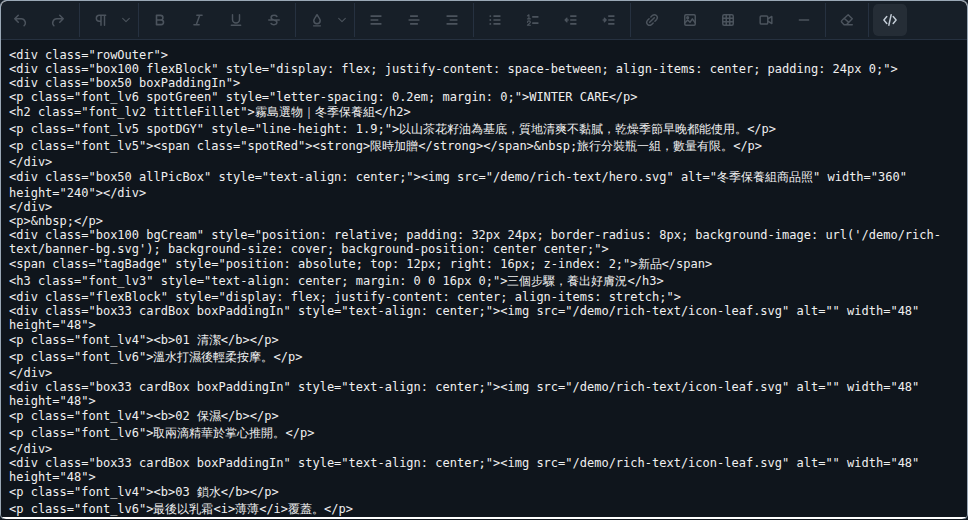 <div class="rowOuter">
<div class="box100 flexBlock" style="display: flex; justify-content: space-between; align-items: center; padding: 24px 0;">
<div class="box50 boxPaddingIn">
<p class="font_lv6 spotGreen" style="letter-spacing: 0.2em; margin: 0;">WINTER CARE</p>
<h2 class="font_lv2 tittleFillet">霧島選物｜冬季保養組</h2>
<p class="font_lv5 spotDGY" style="line-height: 1.9;">以山茶花籽油為基底，質地清爽不黏膩，乾燥季節早晚都能使用。</p>
<p class="font_lv5"><span class="spotRed"><strong>限時加贈</strong></span>&nbsp;旅行分裝瓶一組，數量有限。</p>
</div>
<div class="box50 allPicBox" style="text-align: center;"><img src="/demo/rich-text/hero.svg" alt="冬季保養組商品照" width="360"
height="240"></div>
</div>
<p>&nbsp;</p>
<div class="box100 bgCream" style="position: relative; padding: 32px 24px; border-radius: 8px; background-image: url('/demo/rich-
text/banner-bg.svg'); background-size: cover; background-position: center center;">
<span class="tagBadge" style="position: absolute; top: 12px; right: 16px; z-index: 2;">新品</span>
<h3 class="font_lv3" style="text-align: center; margin: 0 0 16px 0;">三個步驟，養出好膚況</h3>
<div class="flexBlock" style="display: flex; justify-content: center; align-items: stretch;">
<div class="box33 cardBox boxPaddingIn" style="text-align: center;"><img src="/demo/rich-text/icon-leaf.svg" alt="" width="48"
height="48">
<p class="font_lv4"><b>01 清潔</b></p>
<p class="font_lv6">溫水打濕後輕柔按摩。</p>
</div>
<div class="box33 cardBox boxPaddingIn" style="text-align: center;"><img src="/demo/rich-text/icon-leaf.svg" alt="" width="48"
height="48">
<p class="font_lv4"><b>02 保濕</b></p>
<p class="font_lv6">取兩滴精華於掌心推開。</p>
</div>
<div class="box33 cardBox boxPaddingIn" style="text-align: center;"><img src="/demo/rich-text/icon-leaf.svg" alt="" width="48"
height="48">
<p class="font_lv4"><b>03 鎖水</b></p>
<p class="font_lv6">最後以乳霜<i>薄薄</i>覆蓋。</p>